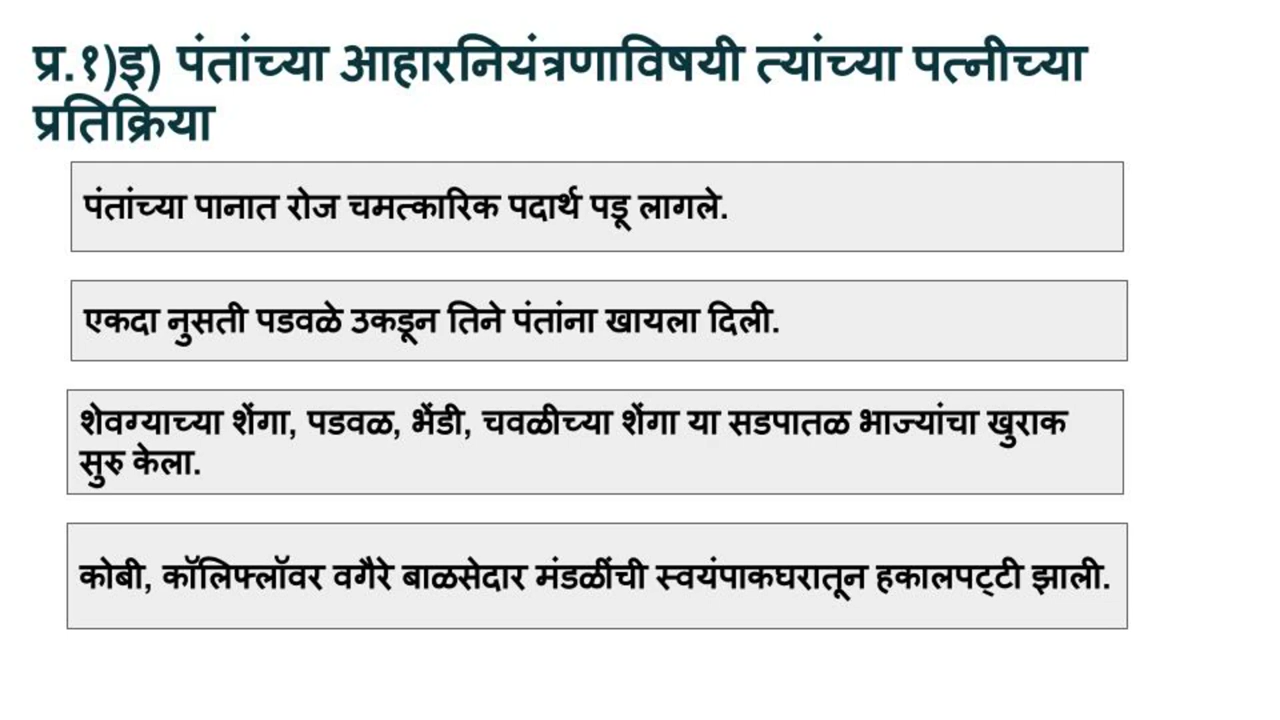 प्र.१)इ) पंतांच्या आहारनियंत्रणाविषयी त्यांच्या पत्नीच्या
प्रतिक्रिया
पंतांच्या पानात रोज चमत्कारिक पदार्थ पडू लागले.
एकदा नुसती पडवळे उकडून तिने पंतांना खायला दिली.
शेवग्याच्या शेंगा, पडवळ, भेंडी, चवळीच्या शेंगा या सडपातळ भाज्यांचा खुराक
सुरु केला.
कोबी, कॉलिफ्लॉवर वगैरे बाळसेदार मंडळींची स्वयंपाकघरातून हकालपट्टी झाली.